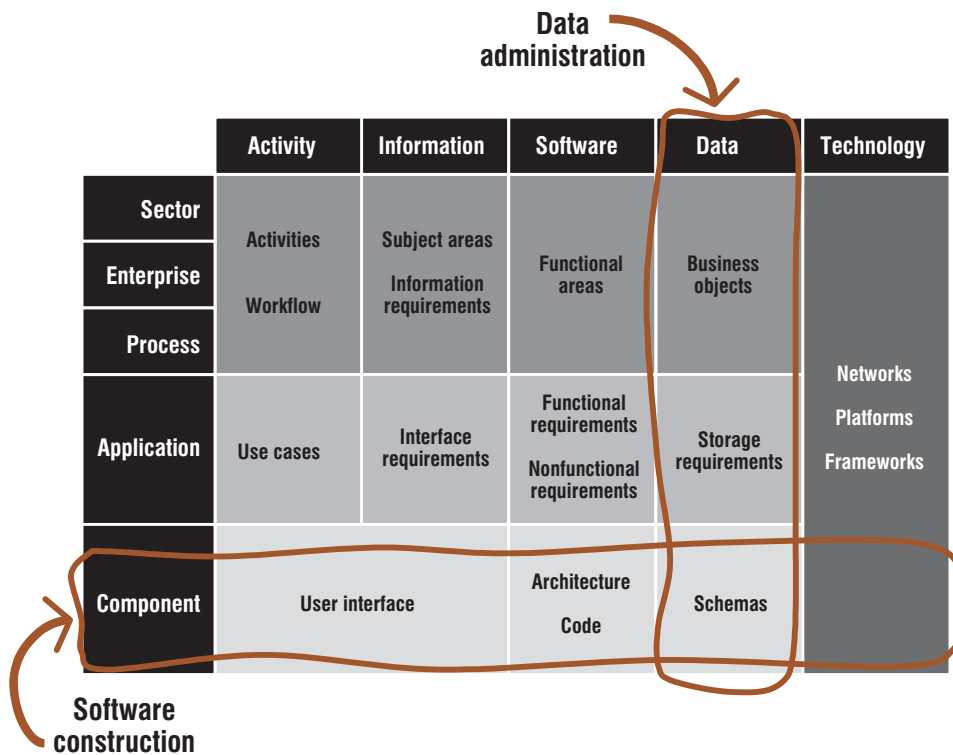 Data
administration
Activity
Information
Software
Data
Technology
Sector
Enterprise
Process
Activities
Workflow
Subject areas
Information
requirements
Functional
areas
Business
objects
Networks
Platforms
Frameworks
Application
Use cases
Interface
requirements
Functional
requirements
Nonfunctional
requirements
Storage
requirements
Component
User interface
Architecture
Code
Schemas
Software
construction